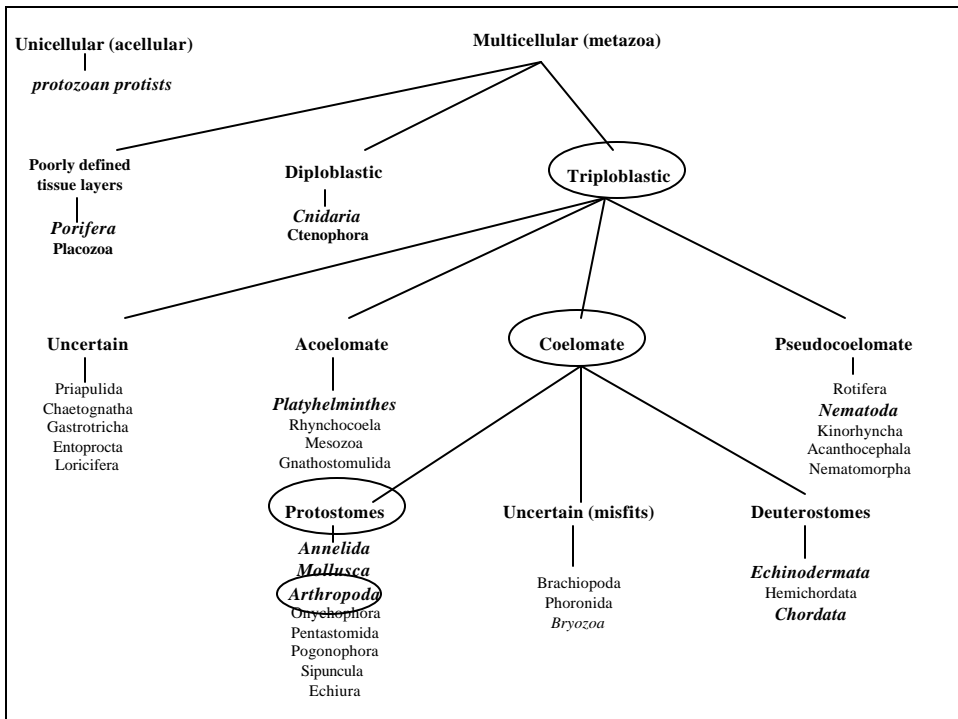 Unicellular (acellular)
protozoan protists
Multicellular (metazoa)
Poorly defined
tissue layers
Porifera
Placozoa
Diploblastic
Cnidaria
Ctenophora
Triploblastic
Uncertain
Priapulida
Chaetognatha
Gastrotricha
Entoprocta
Loricifera
Acoelomate
Platyhelminthes
Rhynchocoela
Mesozoa
Gnathostomulida
Coelomate
Pseudocoelomate
Rotifera
Nematoda
Kinorhyncha
Acanthocephala
Nematomorpha
Protostomes
Annelida
Mollusca
Arthropoda
Onychophora
Pentastomida
Pogonophora
Sipuncula
Echiura
Uncertain (misfits)
Brachiopoda
Phoronida
Bryozoa
Deuterostomes
Echinodermata
Hemichordata
Chordata